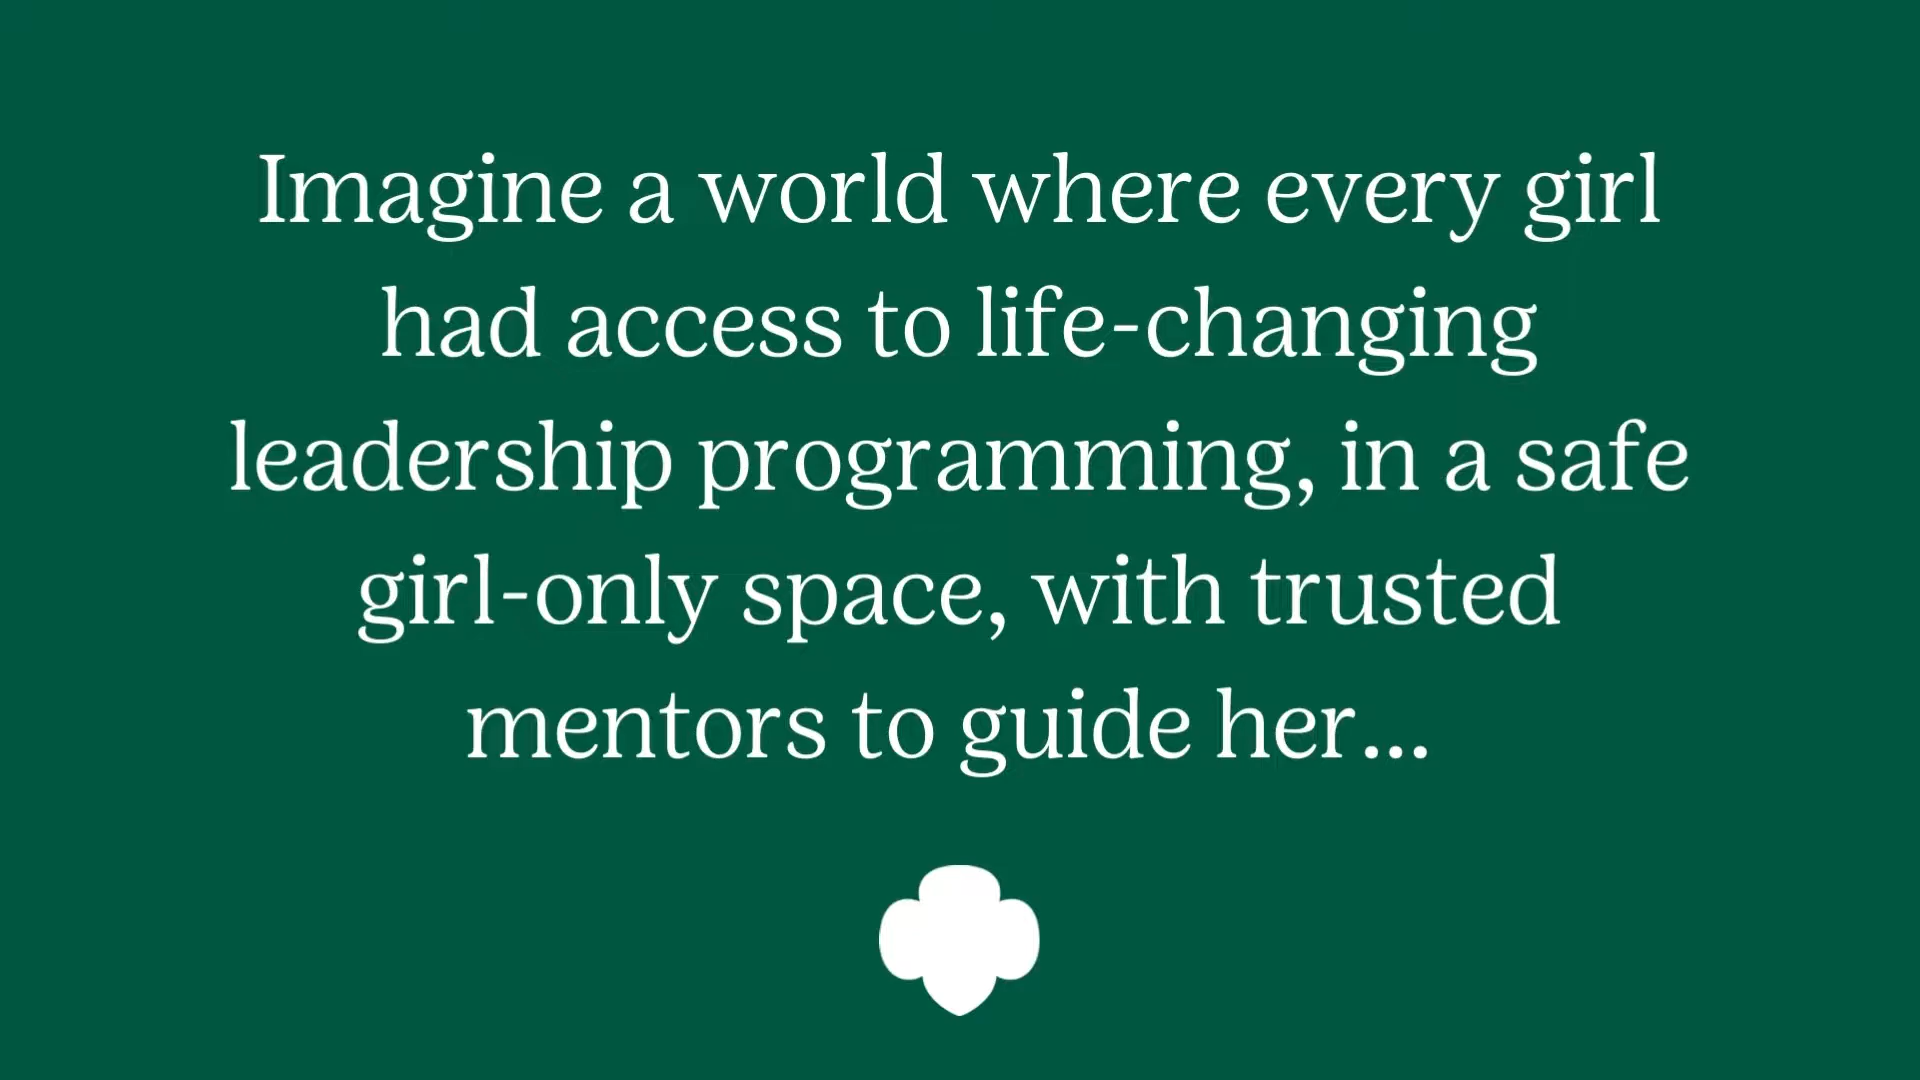 Imagine a world where every girl
had access to life-changing
leadership programming, in a safe
girl-only space, with trusted
mentors to guide her...